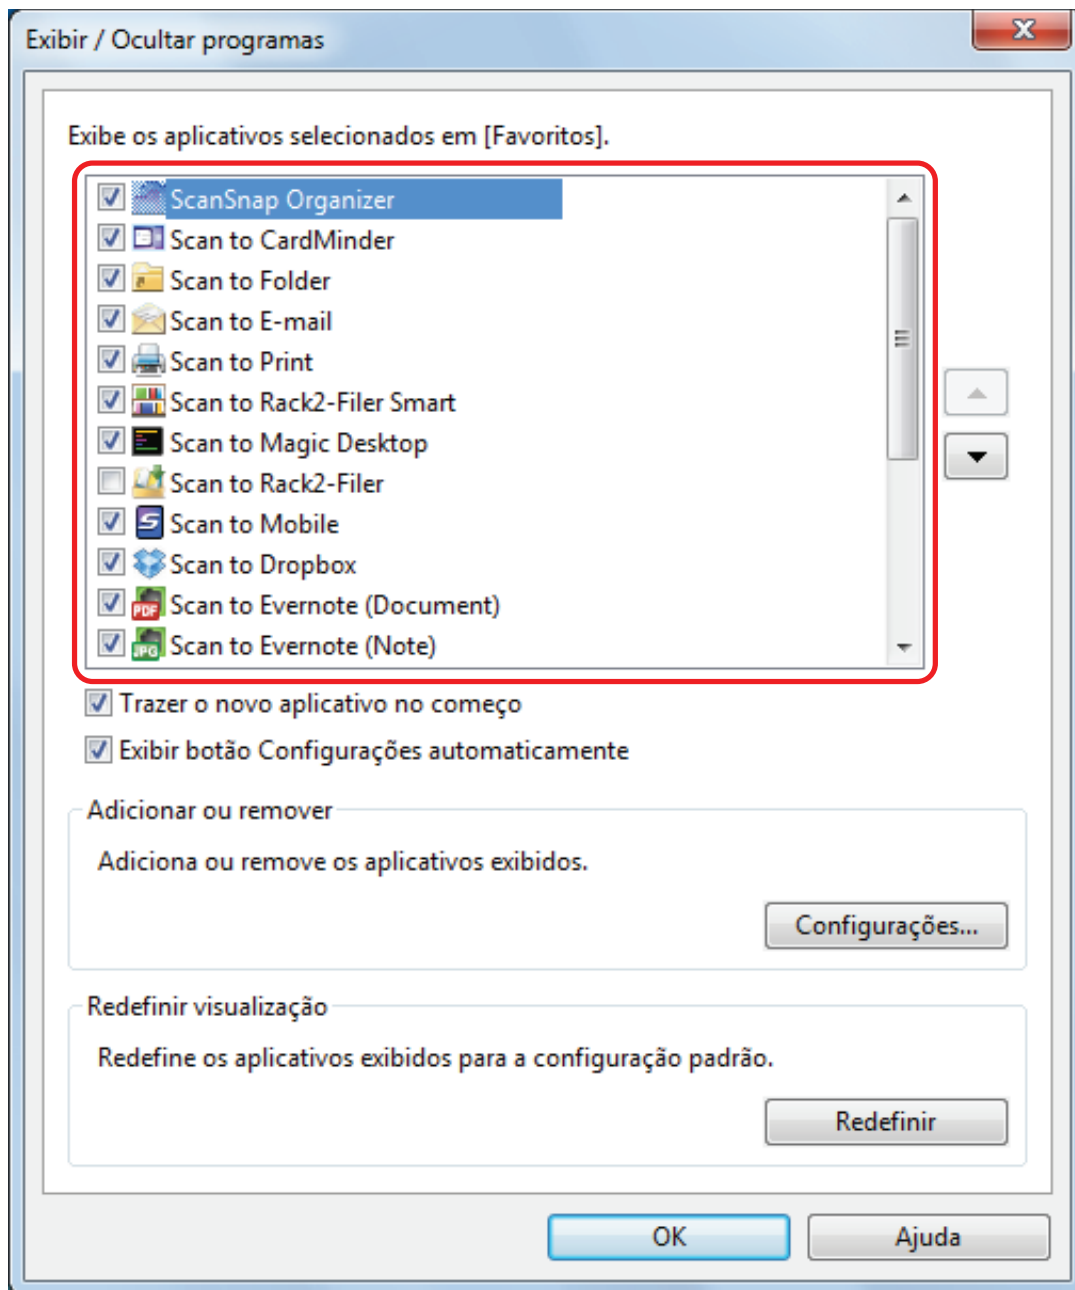 Exibir / Ocultar programas
Exibe os aplicativos selecionados em [Favoritos].
ScanSnap Organizer
Scan to CardMinder
Scan to Folder
Scan to E-mail
Scan to Print
Scan to Rack2-Filer Smart
Scan to Magic Desktop
Scan to Rack2-Filer
Scan to Mobile
Scan to Dropbox
PDF Scan to Evernote (Document)
JPG Scan to Evernote (Note)
Trazer o novo aplicativo no começo
Exibir botão Configurações automaticamente
Adicionar ou remover
Adiciona ou remove os aplicativos exibidos.
Configurações...
Redefinir visualização
Redefine os aplicativos exibidos para a configuração padrão.
Redefinir
OK Ajuda